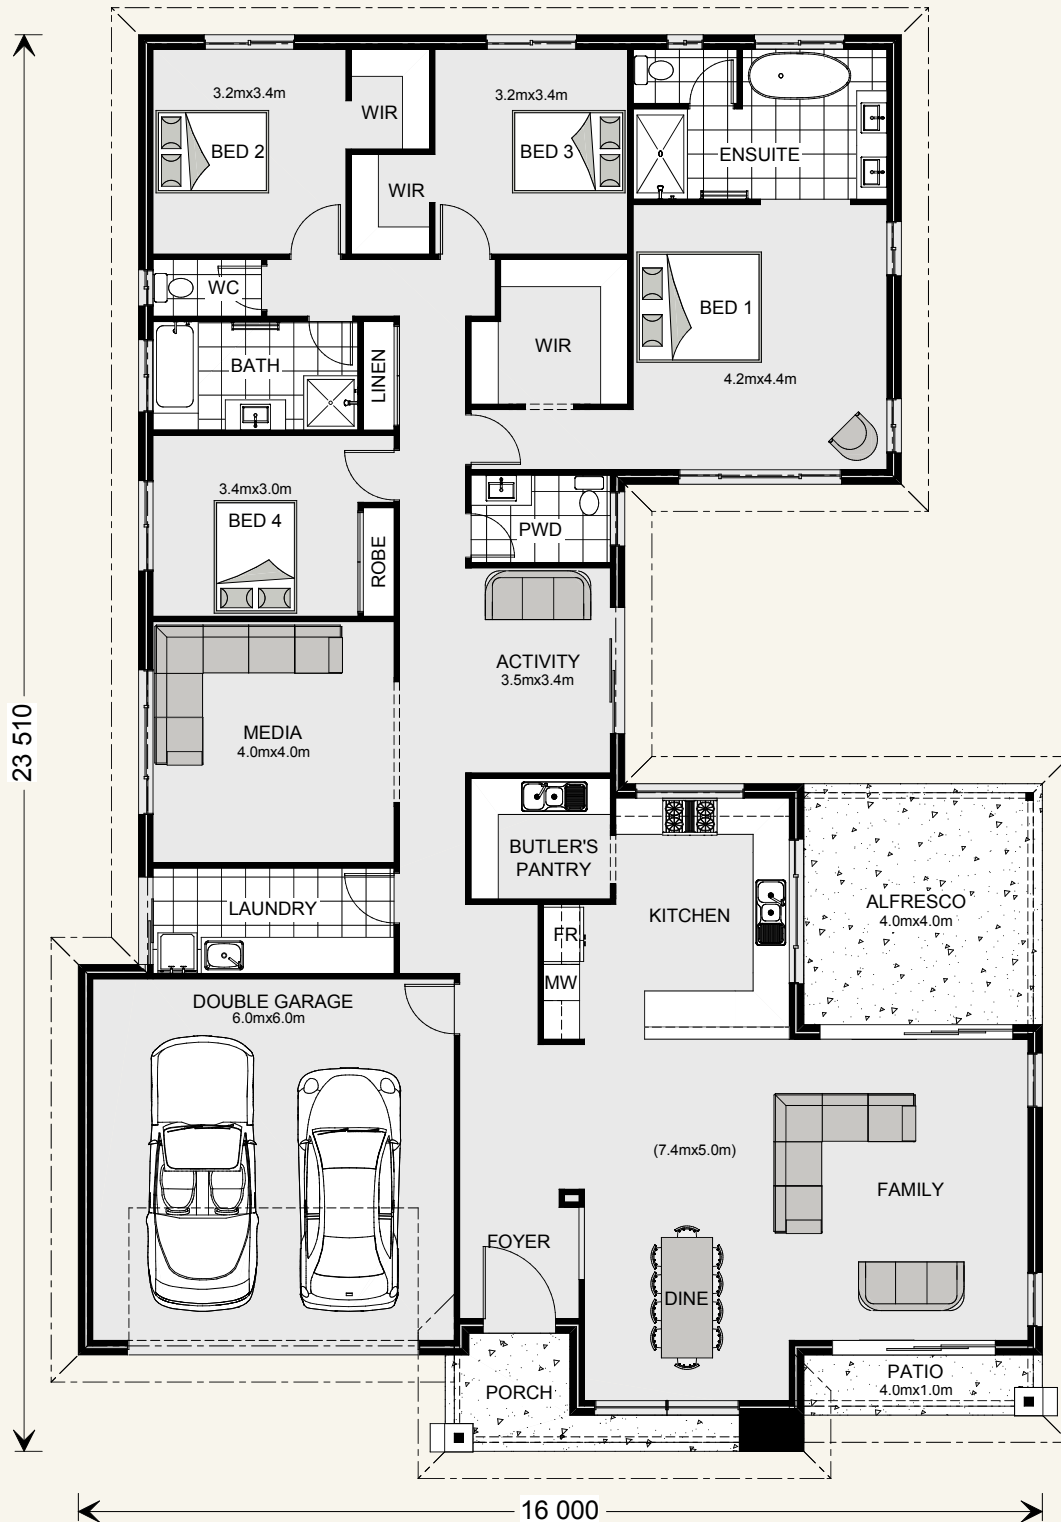 3.2mx3.4m
BED 2
WIR
WIR
3.2mx3.4m
BED 3
ENSUITE
WC
BATH
LINEN
WIR
BED 1
4.2mx4.4m
3.4mx3.0m
BED 4
ROBE
PWD
ACTIVITY
3.5mx3.4m
MEDIA
4.0mx4.0m
23 510
BUTLER'S
PANTRY
KITCHEN
ALFRESCO
4.0mx4.0m
LAUNDRY
FR
MW
DOUBLE GARAGE
6.0mx6.0m
(7.4mx5.0m)
FAMILY
FOYER
DINE
PORCH
PATIO
4.0mx1.0m
16 000